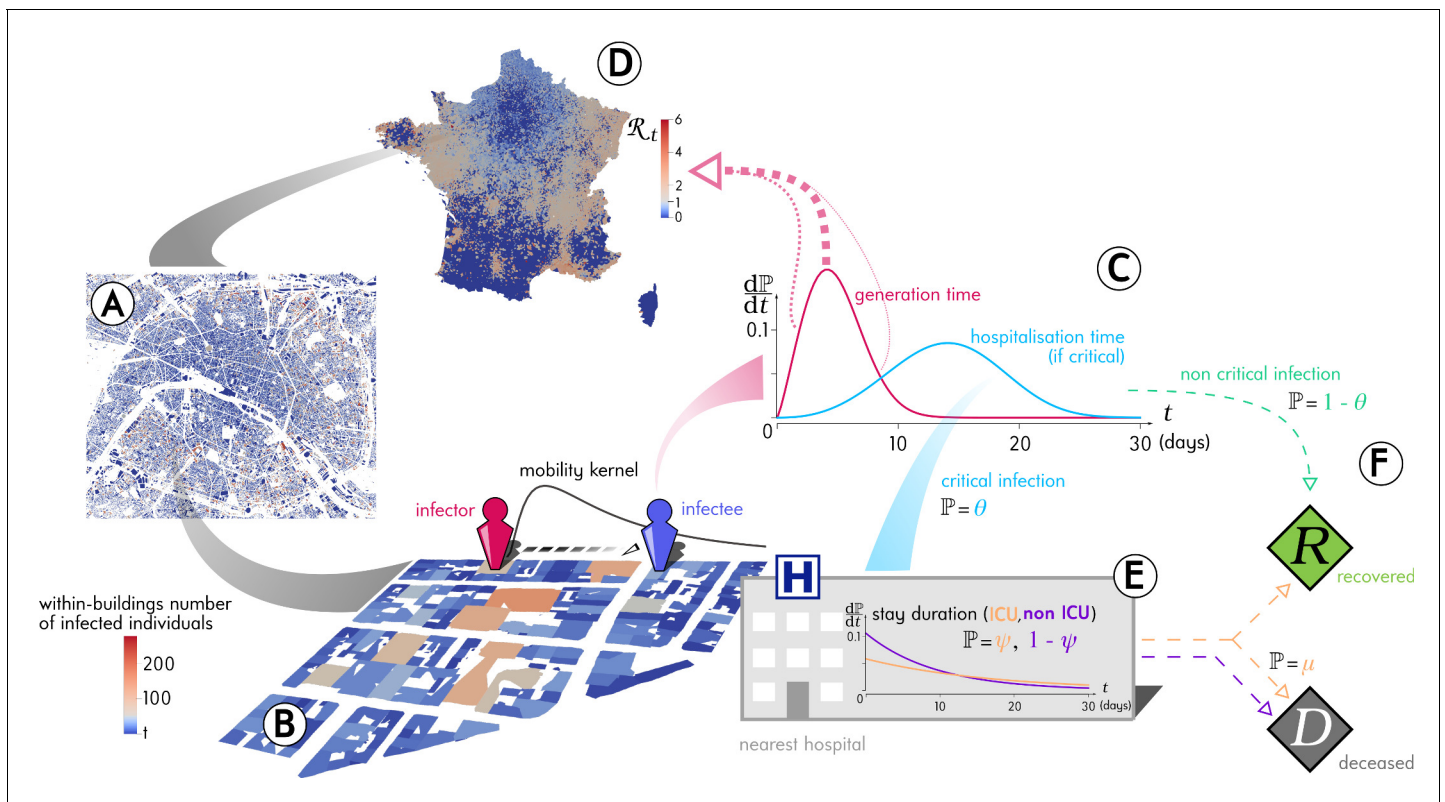 D
ℛt
6
4
2
1
0
A
C
dℙ
dt
0.1
generation time
hospitalisation time
(if critical)
0
10
20
30
t
(days)
non critical infection
ℙ = 1 - θ
F
mobility kernel
infector
infectee
critical infection
ℙ = θ
within-buildings number
of infected individuals
200
100
1
B
H
E
dℙ
dt
stay duration (ICU, non ICU)
0.1
ℙ = ψ, 1 - ψ
0
10
20
30
t
(days)
nearest hospital
R
recovered
ℙ = μ
D
deceased